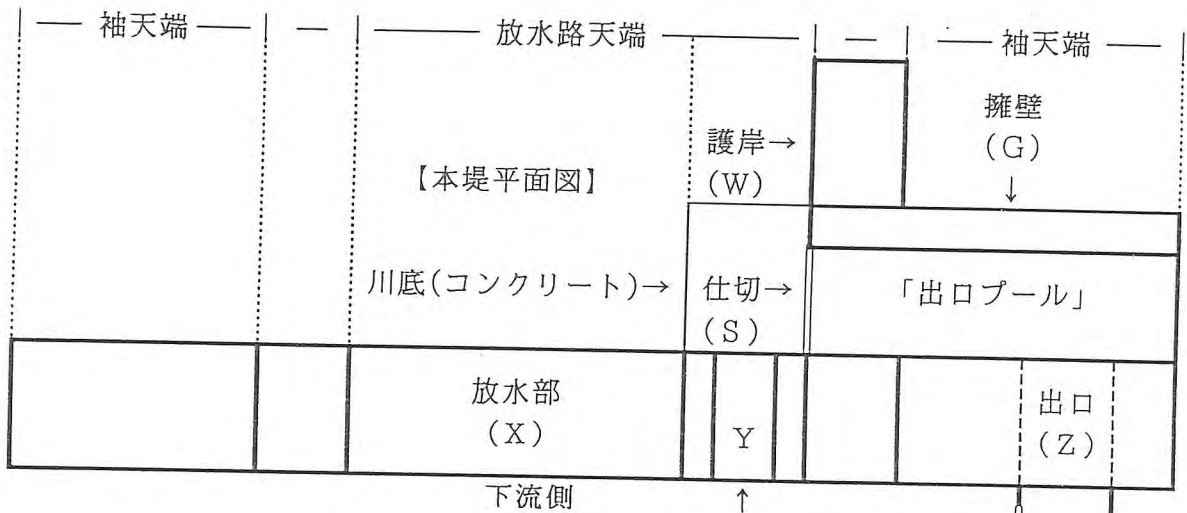 袖天端 放水路天端 袖天端
擁壁
(G)
↓
護岸→
(W)
【本堤平面図】
川底(コンクリート)→ 仕切→ 「出口プール」
(S)
放水部
(X)
Y
出口
(Z)
下流側 ↑